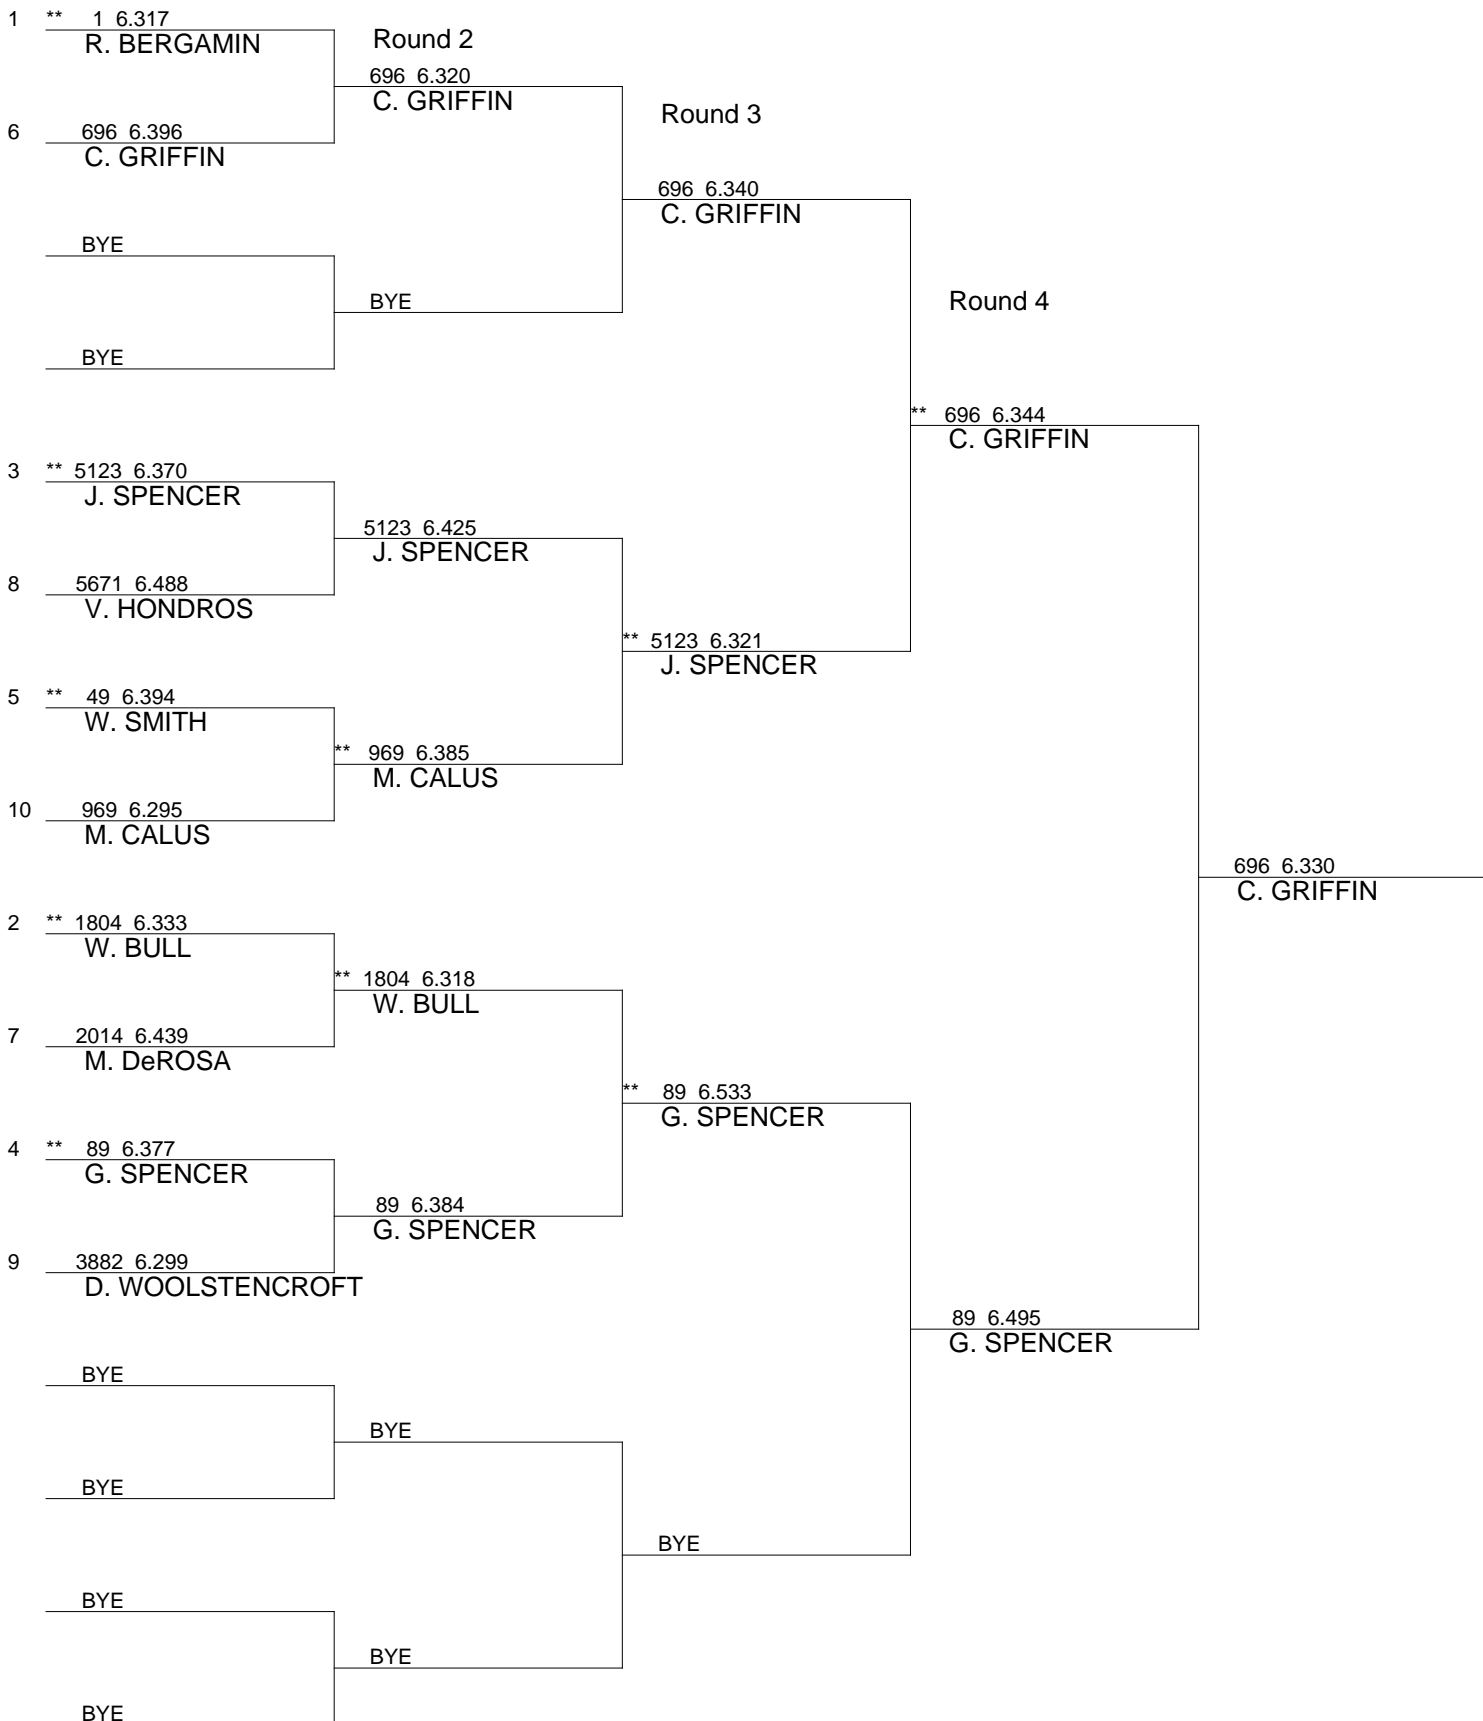 1 ** 1 6.317
R. BERGAMIN
Round 2
696 6.320
C. GRIFFIN
Round 3
6 696 6.396
C. GRIFFIN
696 6.340
C. GRIFFIN
BYE
BYE
Round 4
BYE
** 696 6.344
C. GRIFFIN
3 ** 5123 6.370
J. SPENCER
5123 6.425
J. SPENCER
8 5671 6.488
V. HONDROS
** 5123 6.321
J. SPENCER
5 ** 49 6.394
W. SMITH
** 969 6.385
M. CALUS
10 969 6.295
M. CALUS
696 6.330
C. GRIFFIN
2 ** 1804 6.333
W. BULL
** 1804 6.318
W. BULL
7 2014 6.439
M. DeROSA
** 89 6.533
G. SPENCER
4 ** 89 6.377
G. SPENCER
89 6.384
G. SPENCER
9 3882 6.299
D. WOOLSTENCROFT
89 6.495
G. SPENCER
BYE
BYE
BYE
BYE
BYE
BYE
BYE